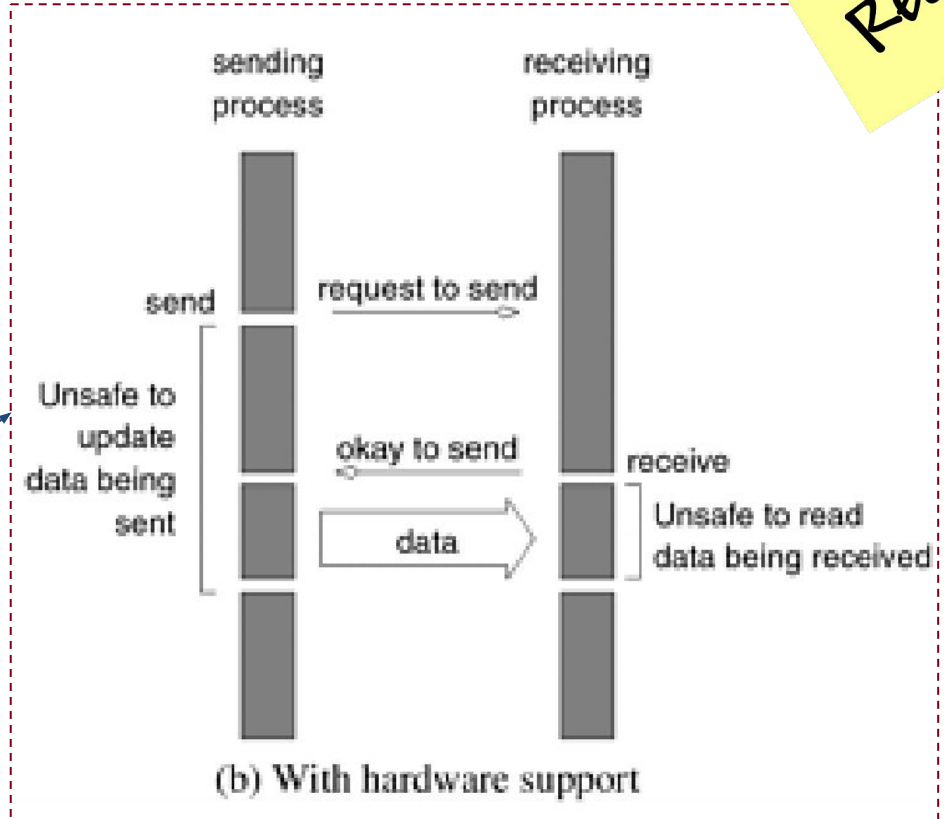 sending
process
receiving
process
send
request to send
Unsafe to
update
data being
sent
okay to send
receive
data
Unsafe to read
data being received
(b) With hardware support